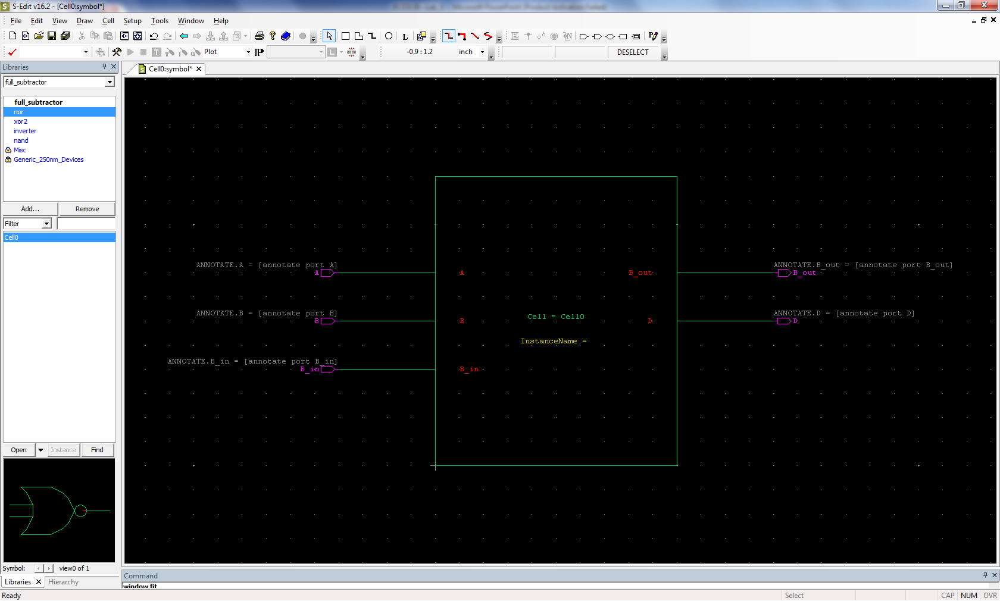 S-Edit v16.2 - [Cell0:symbol*]
File Edit View Draw Cell Setup Tools Window Help
L
Plot
-0.9 : 1.2
inch
DESELECT
Libraries
Cell0:symbol*
full_subtractor
full_subtractor
nor
xor2
inverter
nand
Misc
Generic_250nm_Devices
Add...
Remove
Filter
Cell0
ANNOTATE.A = [annotate port A]
A
A
B_out
ANNOTATE.B_out = [annotate port B_out]
B_out
ANNOTATE.B = [annotate port B]
B
B
D
ANNOTATE.D = [annotate port D]
D
Cell = Cell0
InstanceName =
ANNOTATE.B_in = [annotate port B_in]
B_in
B_in
Open
Instance
Find
Symbol:
view0 of 1
Libraries
Hierarchy
Command
window fit
Ready
Select
CAP NUM OVR